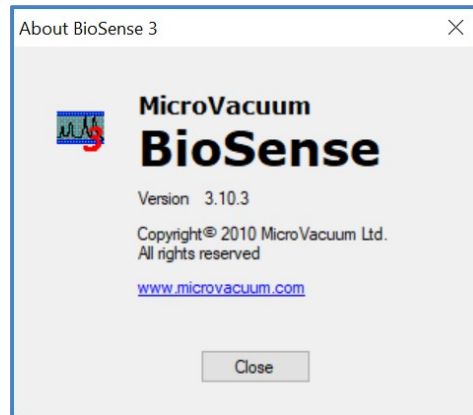 About BioSense 3
MicroVacuum
BioSense
Version 3.10.3
Copyright© 2010 MicroVacuum Ltd.
All rights reserved
www.microvacuum.com
Close